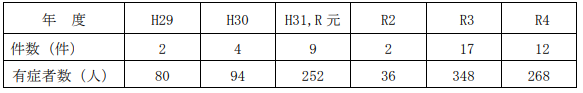 年　度 H29 H30 H31,R 元 R2 R3 R4
件数（件） 2 4 9 2 17 12
有症者数（人） 80 94 252 36 348 268